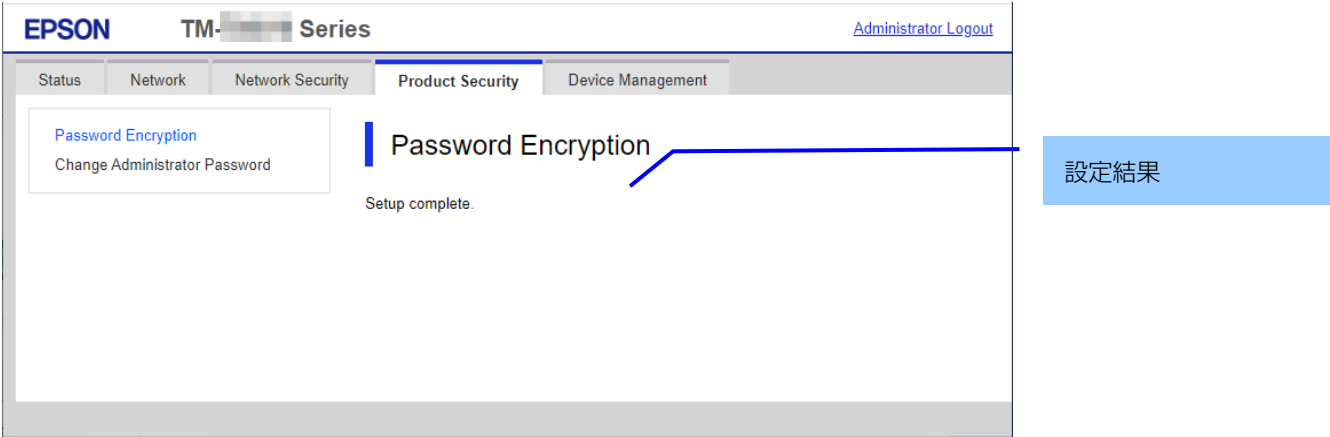 EPSON TM- Series Administrator Logout
Status Network Network Security Product Security Device Management
Password Encryption
Change Administrator Password
Password Encryption
Setup complete.
設定結果